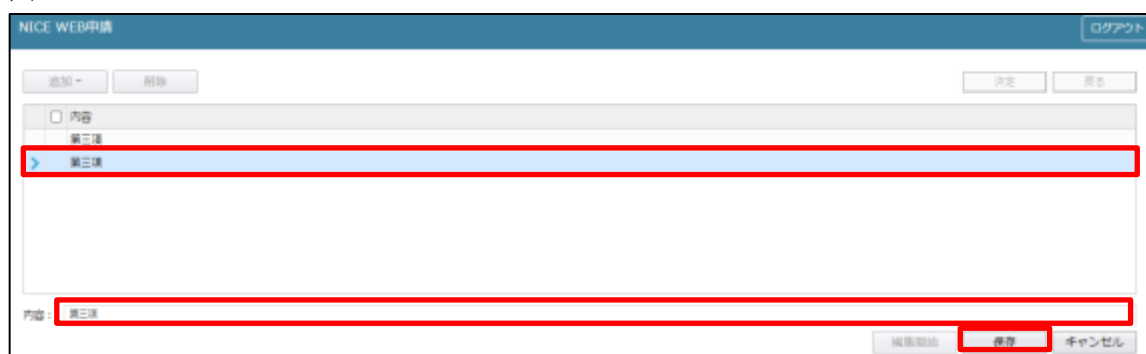 NICE WEB申請 ログアウト
追加 削除 決定 戻る
内容
第三項
第三項
内容： 第三項
編集開始 保存 キャンセル